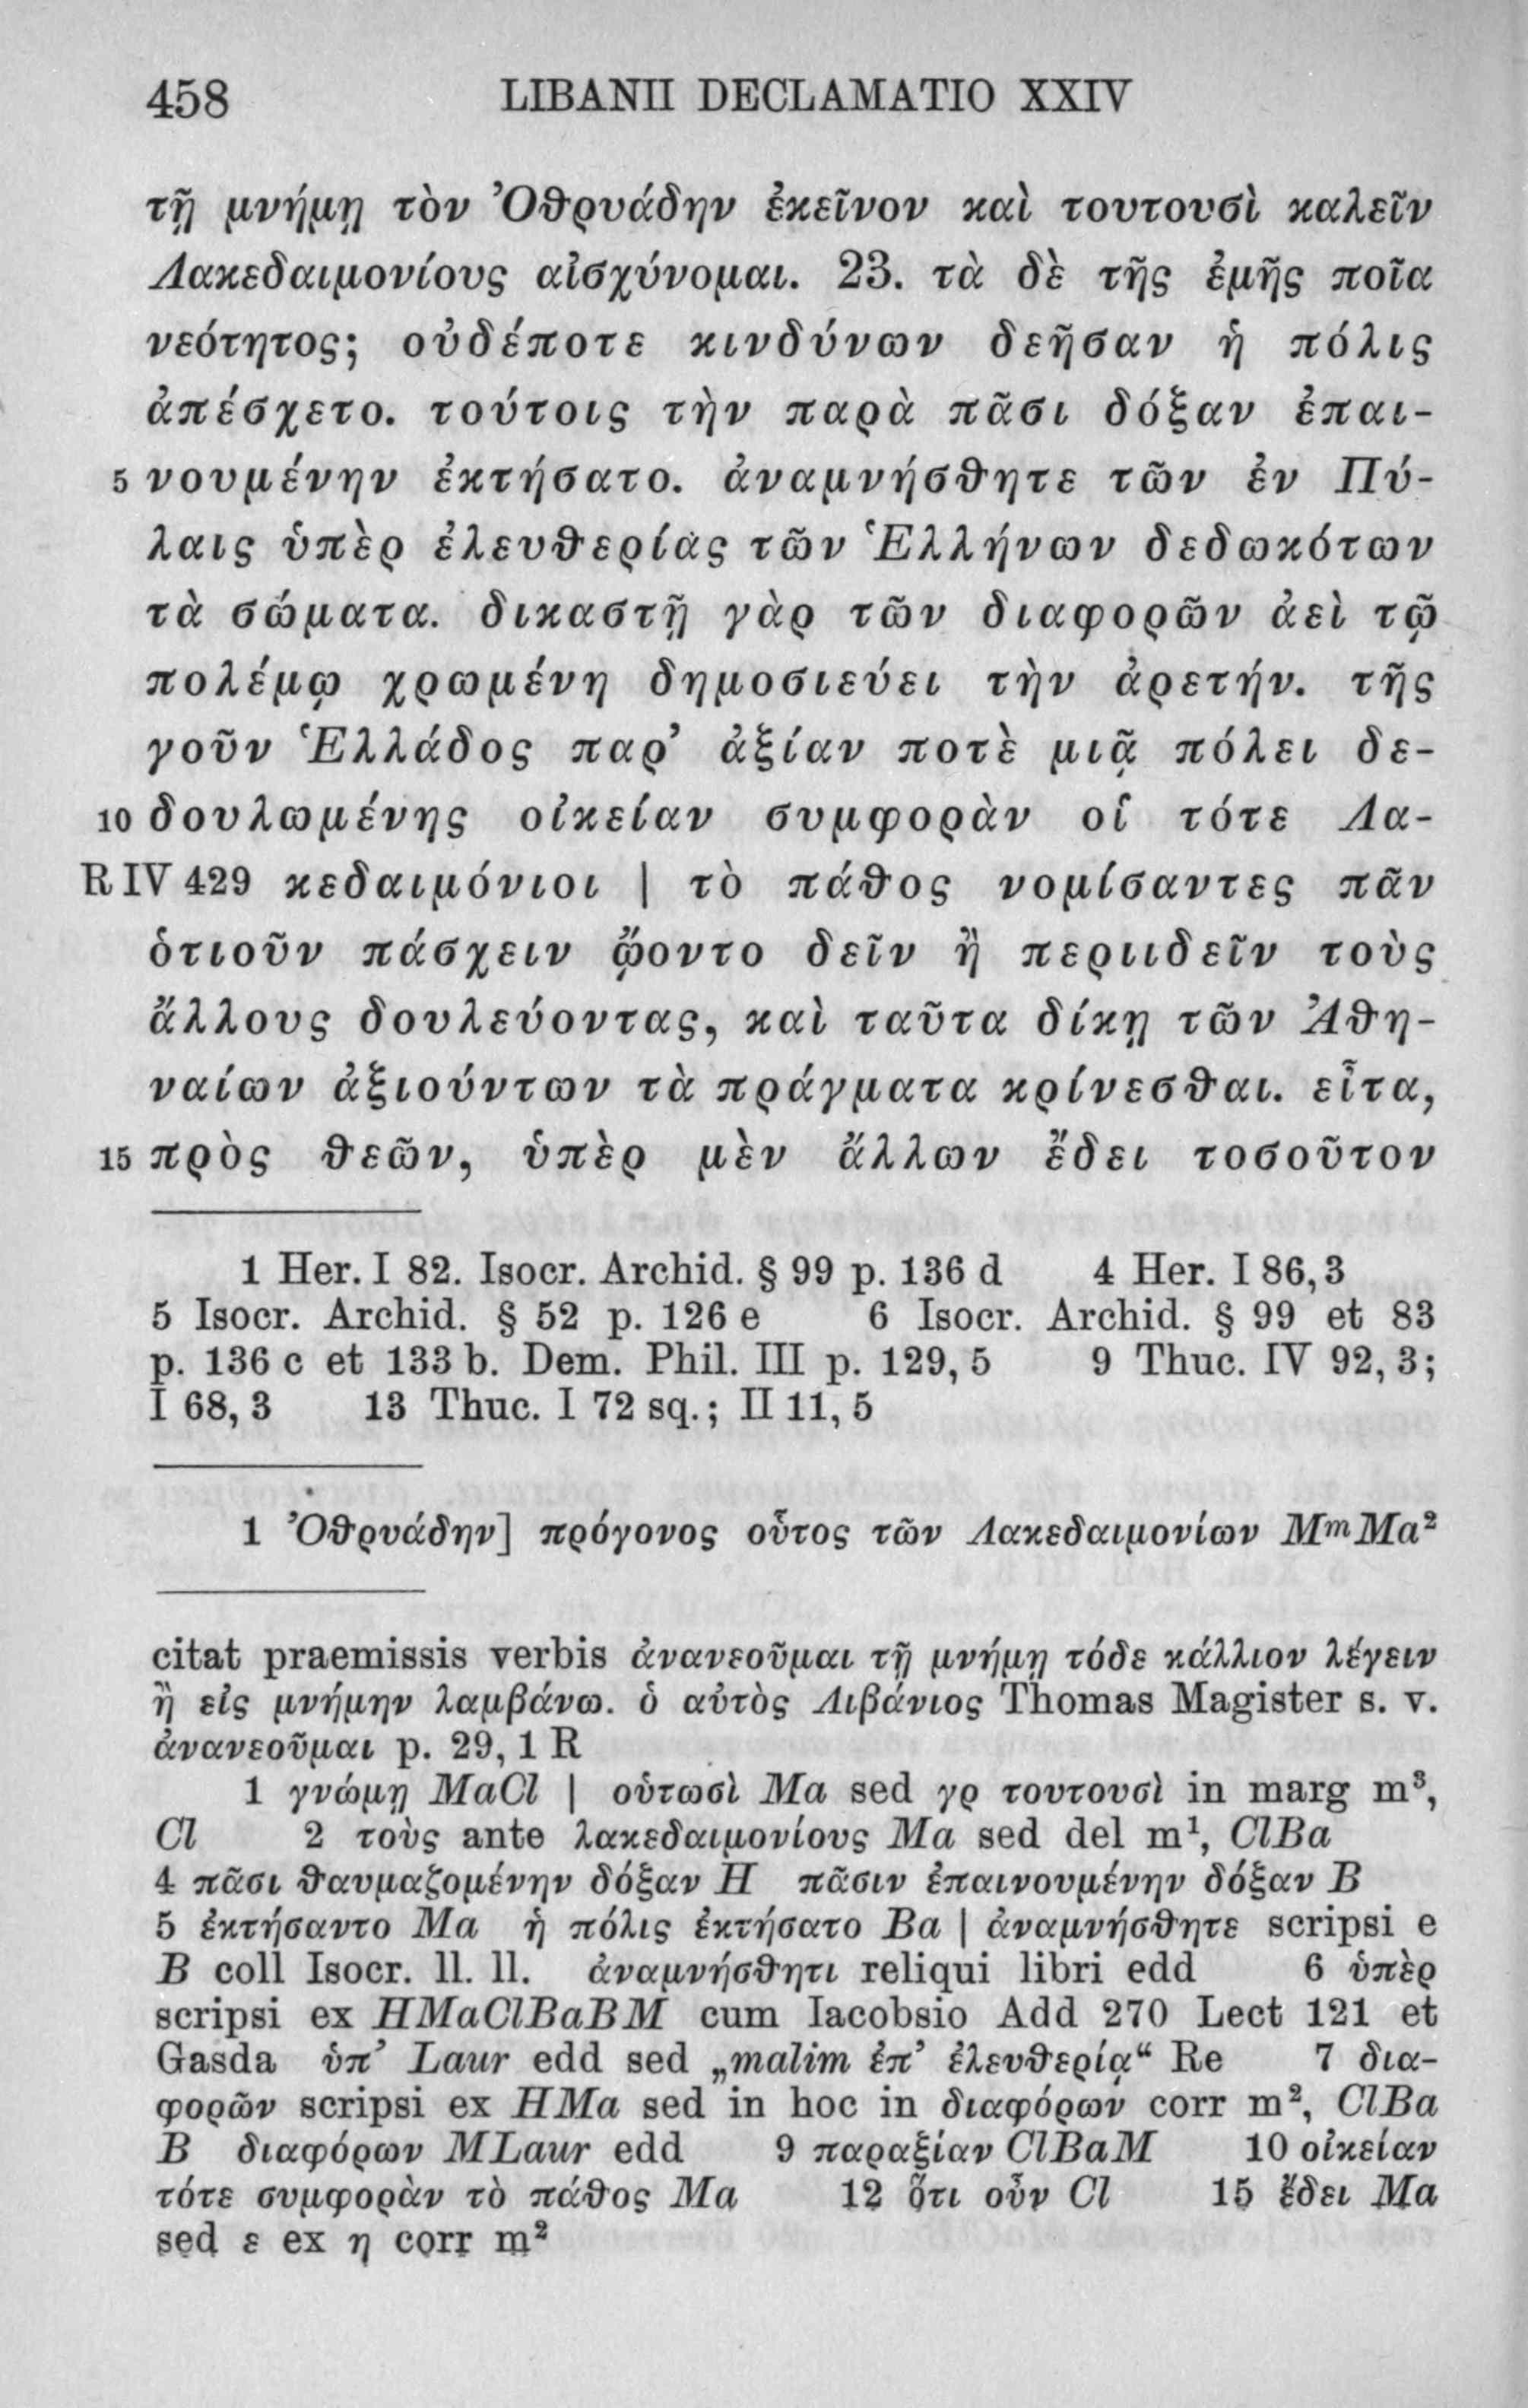 458 LIBANII DECLAMATIO XXIV
τῇ μνήμῃ τὸν Ὀθρυάδην ἐκεῖνον καὶ τουτουσὶ καλεῖν
Λακεδαιμονίους αἰσχύνομαι. 23. τὰ δὲ τῆς ἐμῆς ποῖα
νεότητος; οὐδέποτε κινδύνων δεῆσαν ἡ πόλις
ἀπέσχετο. τούτοις τὴν παρὰ πᾶσι δόξαν ἐπαι-
5 νουμένην ἐκτήσατο. ἀναμνήσθητε τῶν ἐν Πύ-
λαις ὑπὲρ ἐλευθερίας τῶν Ἑλλήνων δεδωκότων
τὰ σώματα. δικαστῇ γὰρ τῶν διαφορῶν ἀεὶ τῷ
πολέμῳ χρωμένη δημοσιεύει τὴν ἀρετήν. τῆς
γοῦν Ἑλλάδος παρ’ ἀξίαν ποτὲ μιᾷ πόλει δε-
10 δουλωμένης οἰκείαν συμφορὰν οἱ τότε Λα-
R IV 429 κεδαιμόνιοι | τὸ πάθος νομίσαντες πᾶν
ὁτιοῦν πάσχειν ᾤοντο δεῖν ἢ περιιδεῖν τοὺς
ἄλλους δουλεύοντας, καὶ ταῦτα δίκῃ τῶν Ἀθη-
ναίων ἀξιούντων τὰ πράγματα κρίνεσθαι. εἶτα,
15 πρὸς θεῶν, ὑπὲρ μὲν ἄλλων ἔδει τοσοῦτον
1 Her. I 82. Isocr. Archid. § 99 p. 136 d 4 Her. I 86, 3
5 Isocr. Archid. § 52 p. 126 e 6 Isocr. Archid. § 99 et 83
p. 136 c et 133 b. Dem. Phil. III p. 129, 5 9 Thuc. IV 92, 3;
I 68, 3 13 Thuc. I 72 sq.; II 11, 5
1 Ὀθρυάδην] πρόγονος οὗτος τῶν Λακεδαιμονίων MᵐMa²
citat praemissis verbis ἀνανεοῦμαι τῇ μνήμῃ τόδε κάλλιον λέγειν
ἢ εἰς μνήμην λαμβάνω. ὁ αὐτὸς Λιβάνιος Thomas Magister s. v.
ἀνανεοῦμαι p. 29, 1 R
1 γνώμῃ MaCl | οὑτωσὶ Ma sed γρ τουτουσὶ in marg m³,
Cl 2 τοὺς ante λακεδαιμονίους Ma sed del m¹, ClBa
4 πᾶσι θαυμαζομένην δόξαν H πᾶσιν ἐπαινουμένην δόξαν B
5 ἐκτήσαντο Ma ἡ πόλις ἐκτήσατο Ba | ἀναμνήσθητε scripsi e
B coll Isocr. ll. ll. ἀναμνήσθητι reliqui libri edd 6 ὑπὲρ
scripsi ex HMaClBaBM cum Iacobsio Add 270 Lect 121 et
Gasda ὑπ’ Laur edd sed „malim ἐπ’ ἐλευθερίᾳ“ Re 7 δια-
φορῶν scripsi ex HMa sed in hoc in διαφόρων corr m², ClBa
B διαφόρων MLaur edd 9 παραξίαν ClBaM 10 οἰκείαν
τότε συμφορὰν τὸ πάθος Ma 12 ὅτι οὖν Cl 15 ἔδει Ma
sed ε ex η corr m²